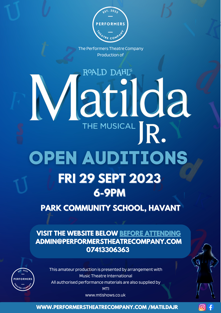 PERFORMERS
The Performers Theatre Company
Production of
ROALD DAHL'S
Matilda
THE MUSICAL JR.
OPEN AUDITIONS
FRI 29 SEPT 2023
6-9PM
PARK COMMUNITY SCHOOL, HAVANT
VISIT THE WEBSITE BELOW BEFORE ATTENDING
ADMIN@PERFORMERSTHEATRECOMPANY.COM
07413306363
PERFORMERS
This amateur production is presented by arrangement with
Music Theatre International
All authorised performance materials are also supplied by
MTI
www.mtishows.co.uk
WWW.PERFORMERSTHEATRECOMPANY.COM /MATILDAJR